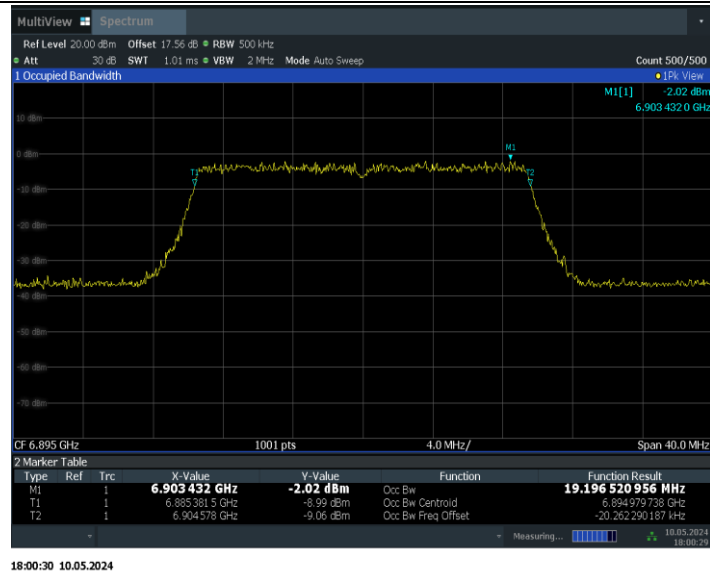 MultiView Spectrum
Ref Level 20.00 dBm Offset 17.56 dB RBW 500 kHz
Att 30 dB SWT 1.01 ms VBW 2 MHz Mode Auto Sweep Count 500/500
1 Occupied Bandwidth 1Pk View
M1[1] -2.02 dBm
6.903 432 0 GHz
10 dBm
0 dBm
M1
T1 T2
-10 dBm
-20 dBm
-30 dBm
-40 dBm
-50 dBm
-60 dBm
-70 dBm
CF 6.895 GHz 1001 pts 4.0 MHz/ Span 40.0 MHz
2 Marker Table
Type Ref Trc X-Value Y-Value Function Function Result
M1 1 6.903 432 GHz -2.02 dBm Occ Bw 19.196 520 956 MHz
T1 1 6.885 381 5 GHz -8.99 dBm Occ Bw Centroid 6.894 979 738 GHz
T2 1 6.904 578 GHz -9.06 dBm Occ Bw Freq Offset -20.262 290 187 kHz
Measuring... 10.05.2024
18:00:29
18:00:30 10.05.2024